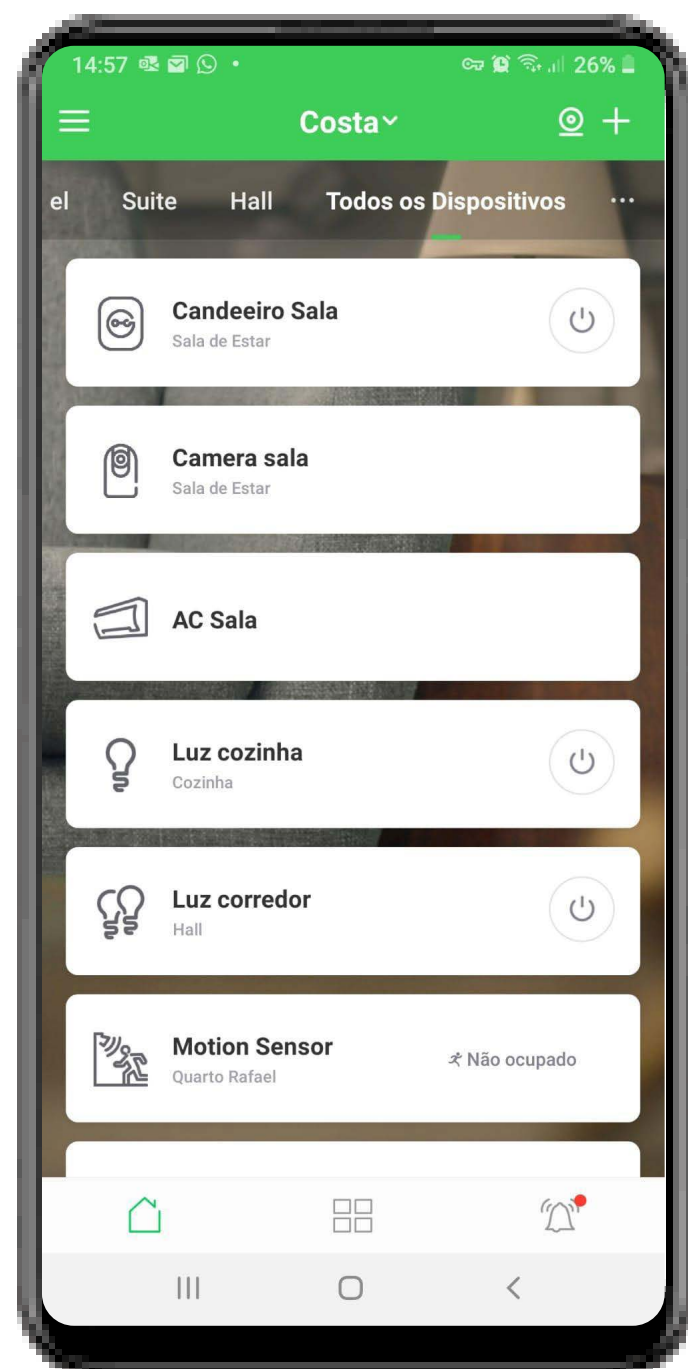 14:57 26%
Costa
el Suite Hall Todos os Dispositivos ...
Candeeiro Sala
Sala de Estar
Camera sala
Sala de Estar
AC Sala
Luz cozinha
Cozinha
Luz corredor
Hall
Motion Sensor
Quarto Rafael
Não ocupado